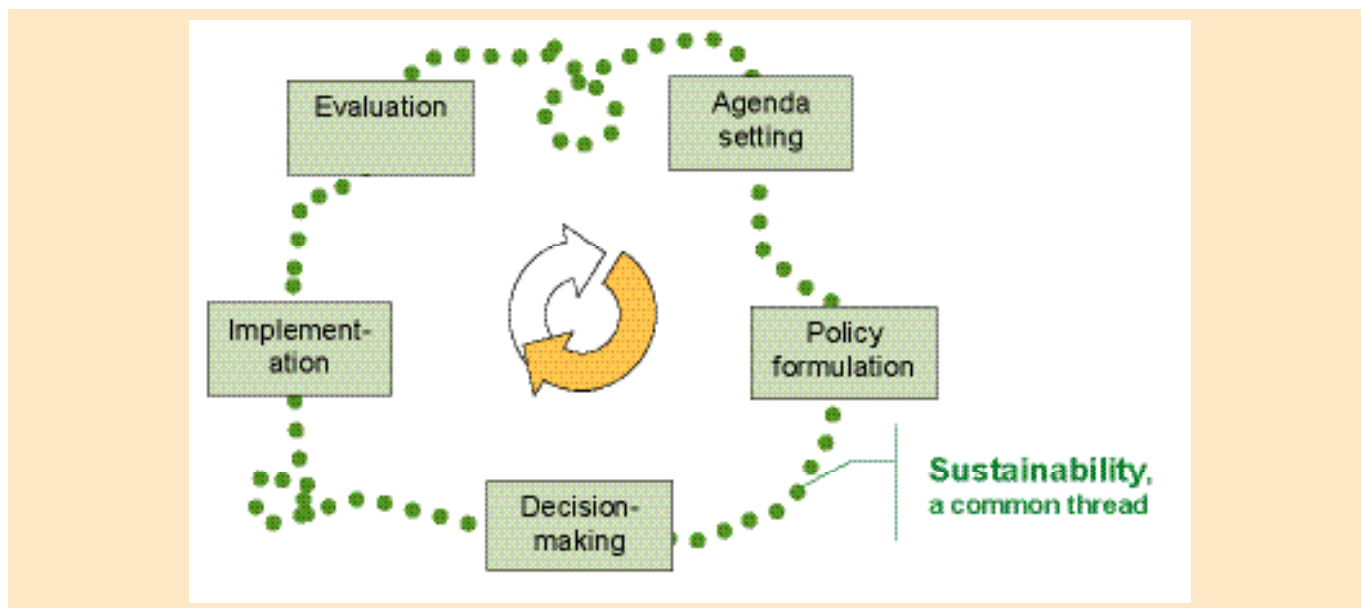 Evaluation
Agenda
setting
Implement-
ation
Policy
formulation
Decision-
making
Sustainability,
a common thread